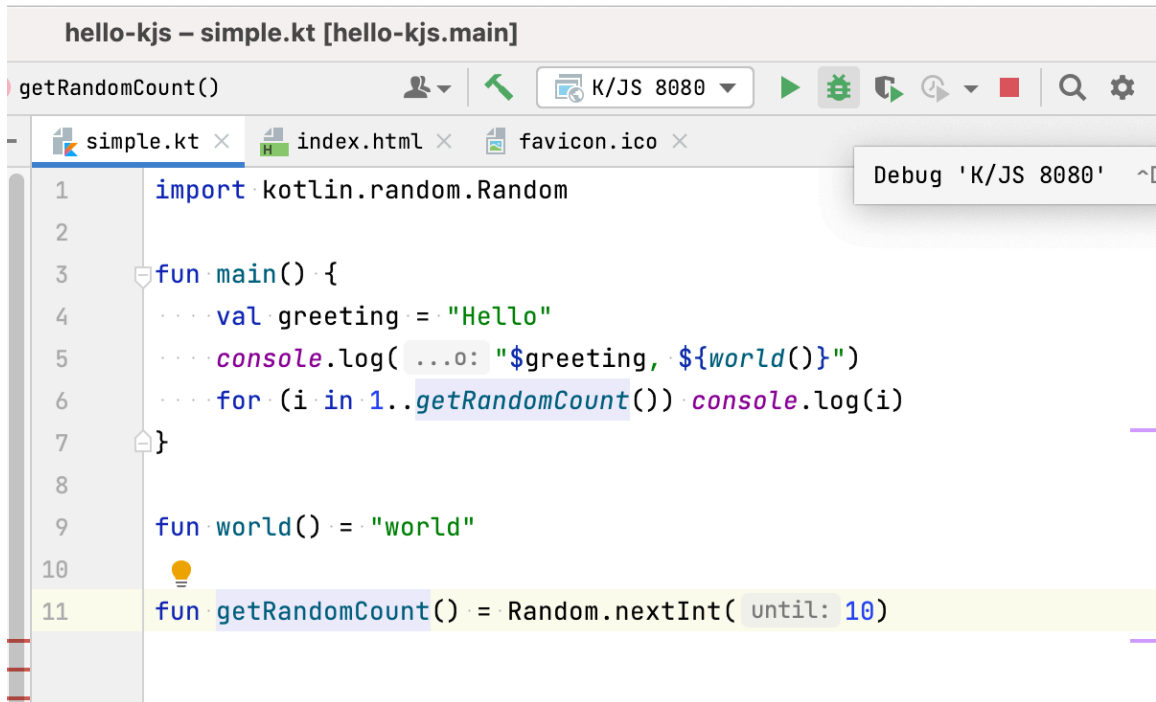 hello-kjs – simple.kt [hello-kjs.main]
getRandomCount()
K/JS 8080
simple.kt
H index.html
favicon.ico
Debug 'K/JS 8080' ^D
1 import kotlin.random.Random
2
3 fun main() {
4 val greeting = "Hello"
5 console.log( ...o: "$greeting, ${world()}")
6 for (i in 1..getRandomCount()) console.log(i)
7 }
8
9 fun world() = "world"
10
11 fun getRandomCount() = Random.nextInt( until: 10)